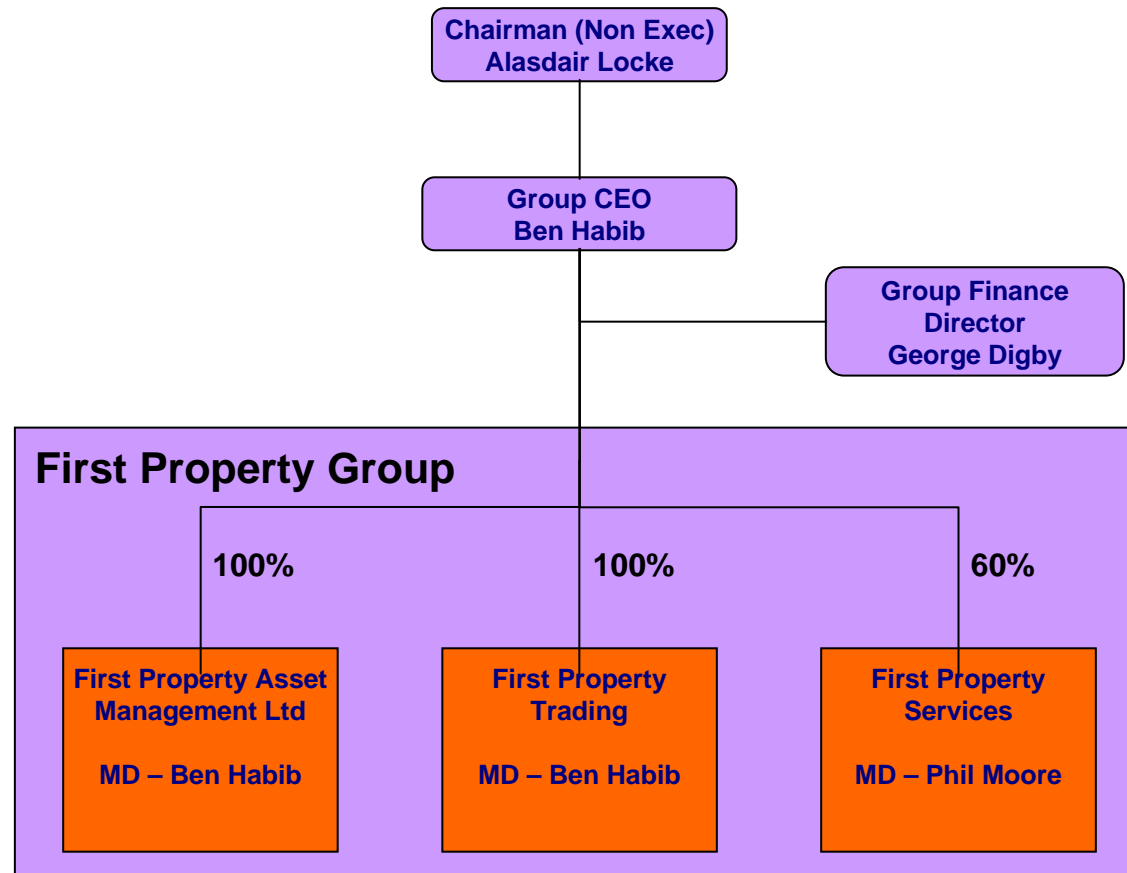 Chairman (Non Exec)
Alasdair Locke
Group CEO
Ben Habib
Group Finance
Director
George Digby
First Property Group
100%
100%
60%
First Property Asset
Management Ltd
MD – Ben Habib
First Property
Trading
MD – Ben Habib
First Property
Services
MD – Phil Moore